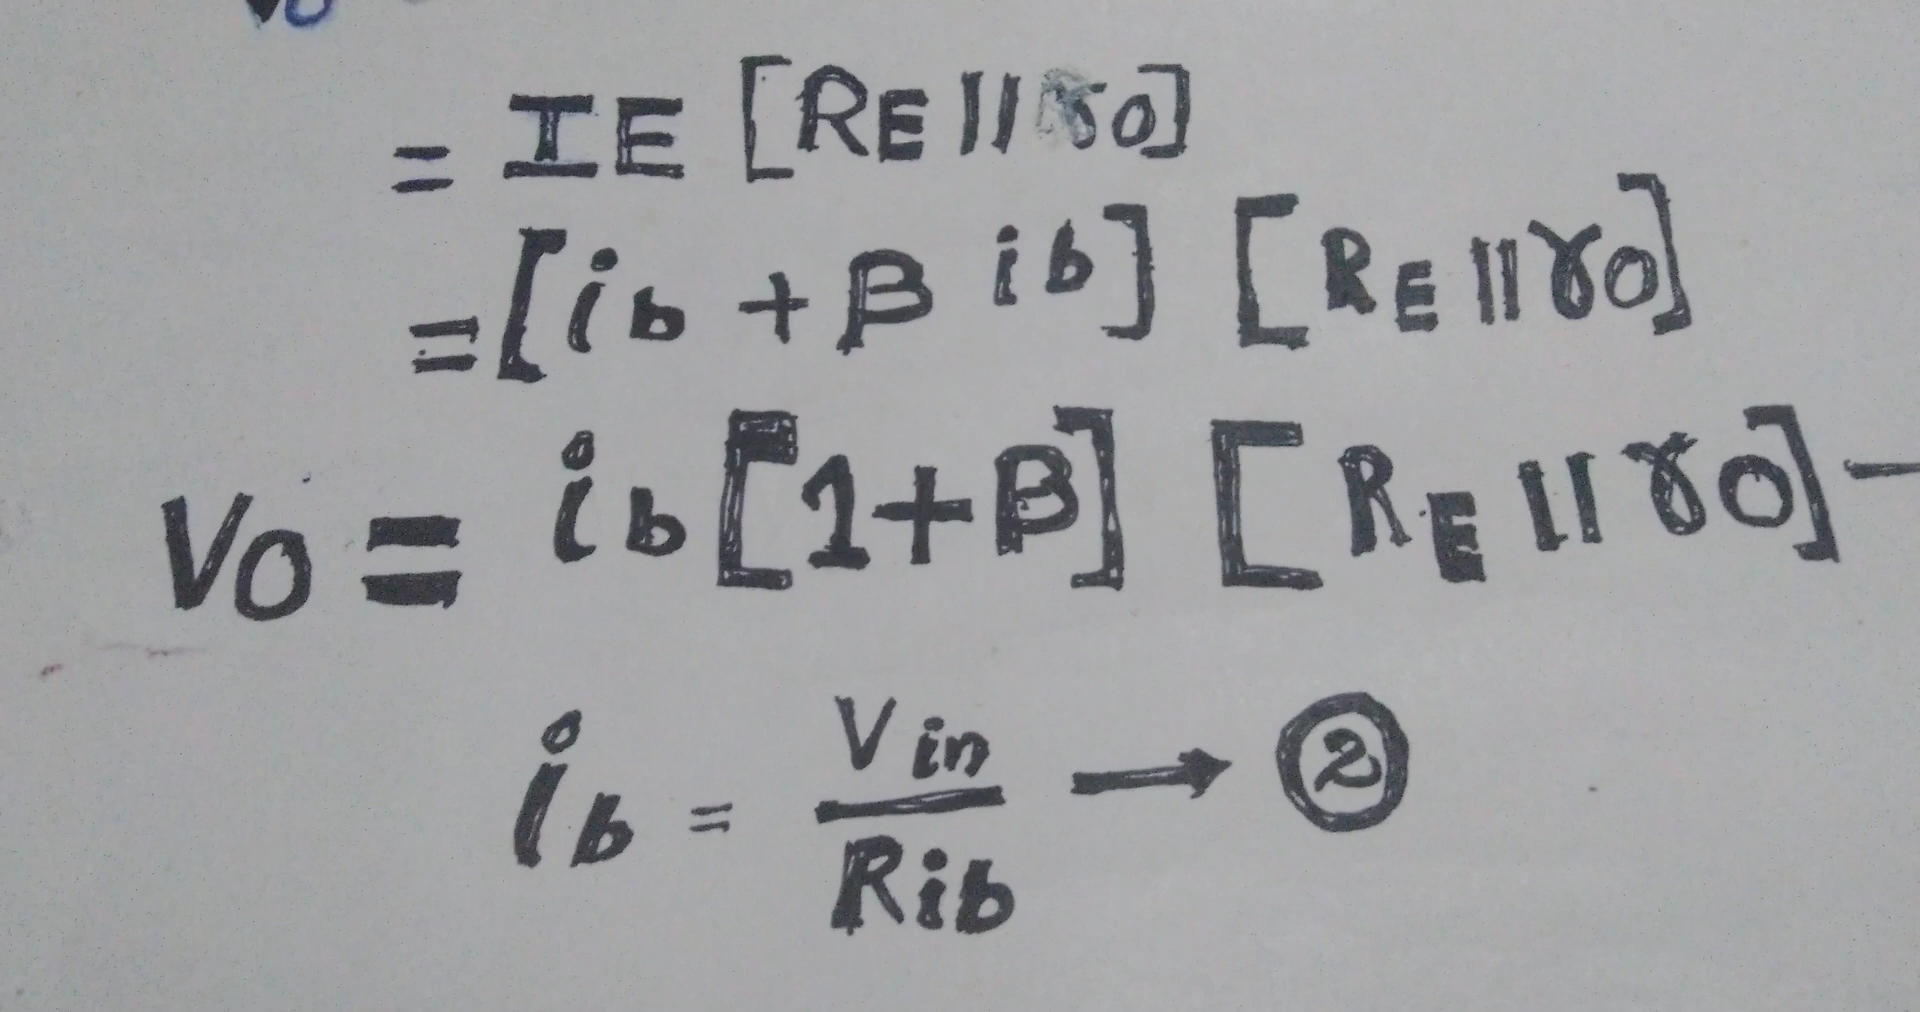 = IE [RE || ro]
= [ib + β ib] [RE || ro]
Vo = ib [1+β] [RE || ro] —
ib = Vin / Rib → ②